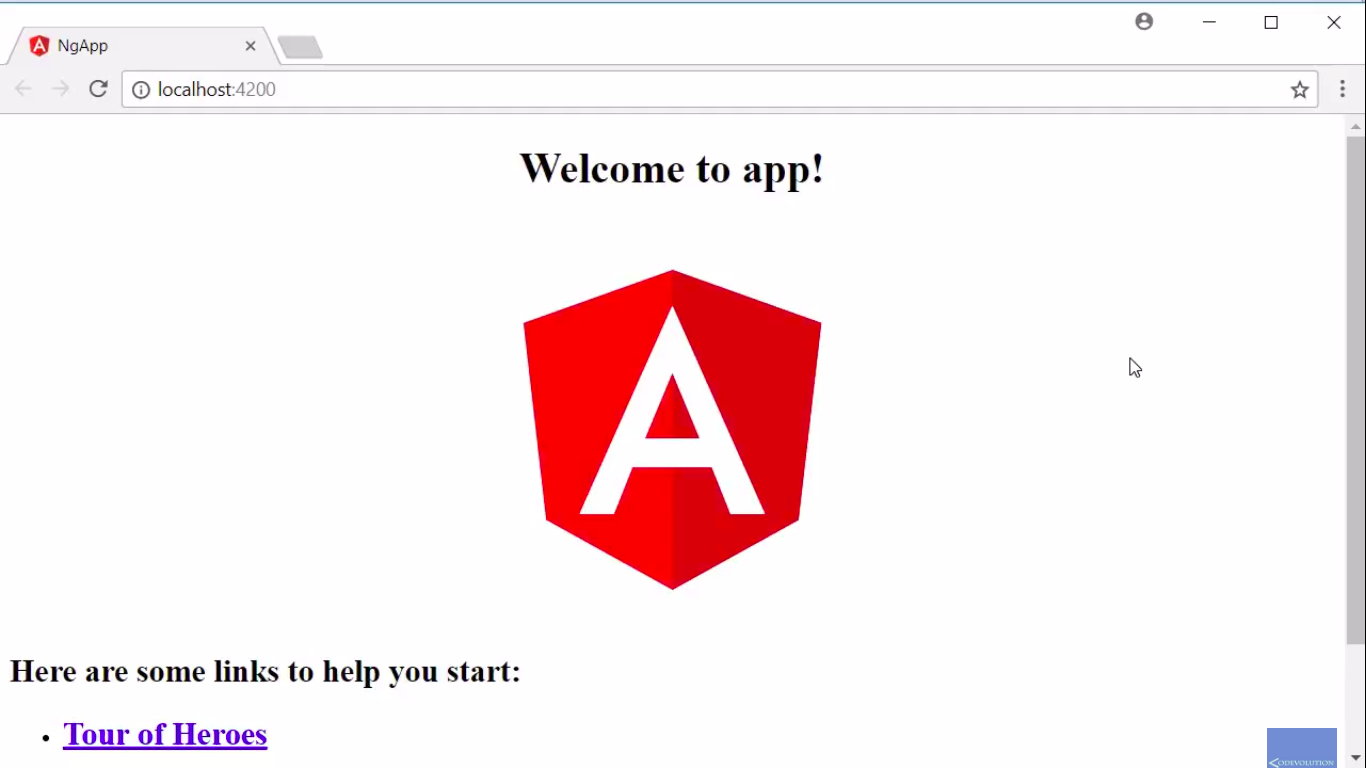 NgApp
localhost:4200
Welcome to app!
A
Here are some links to help you start:
Tour of Heroes
CODEVOLUTION